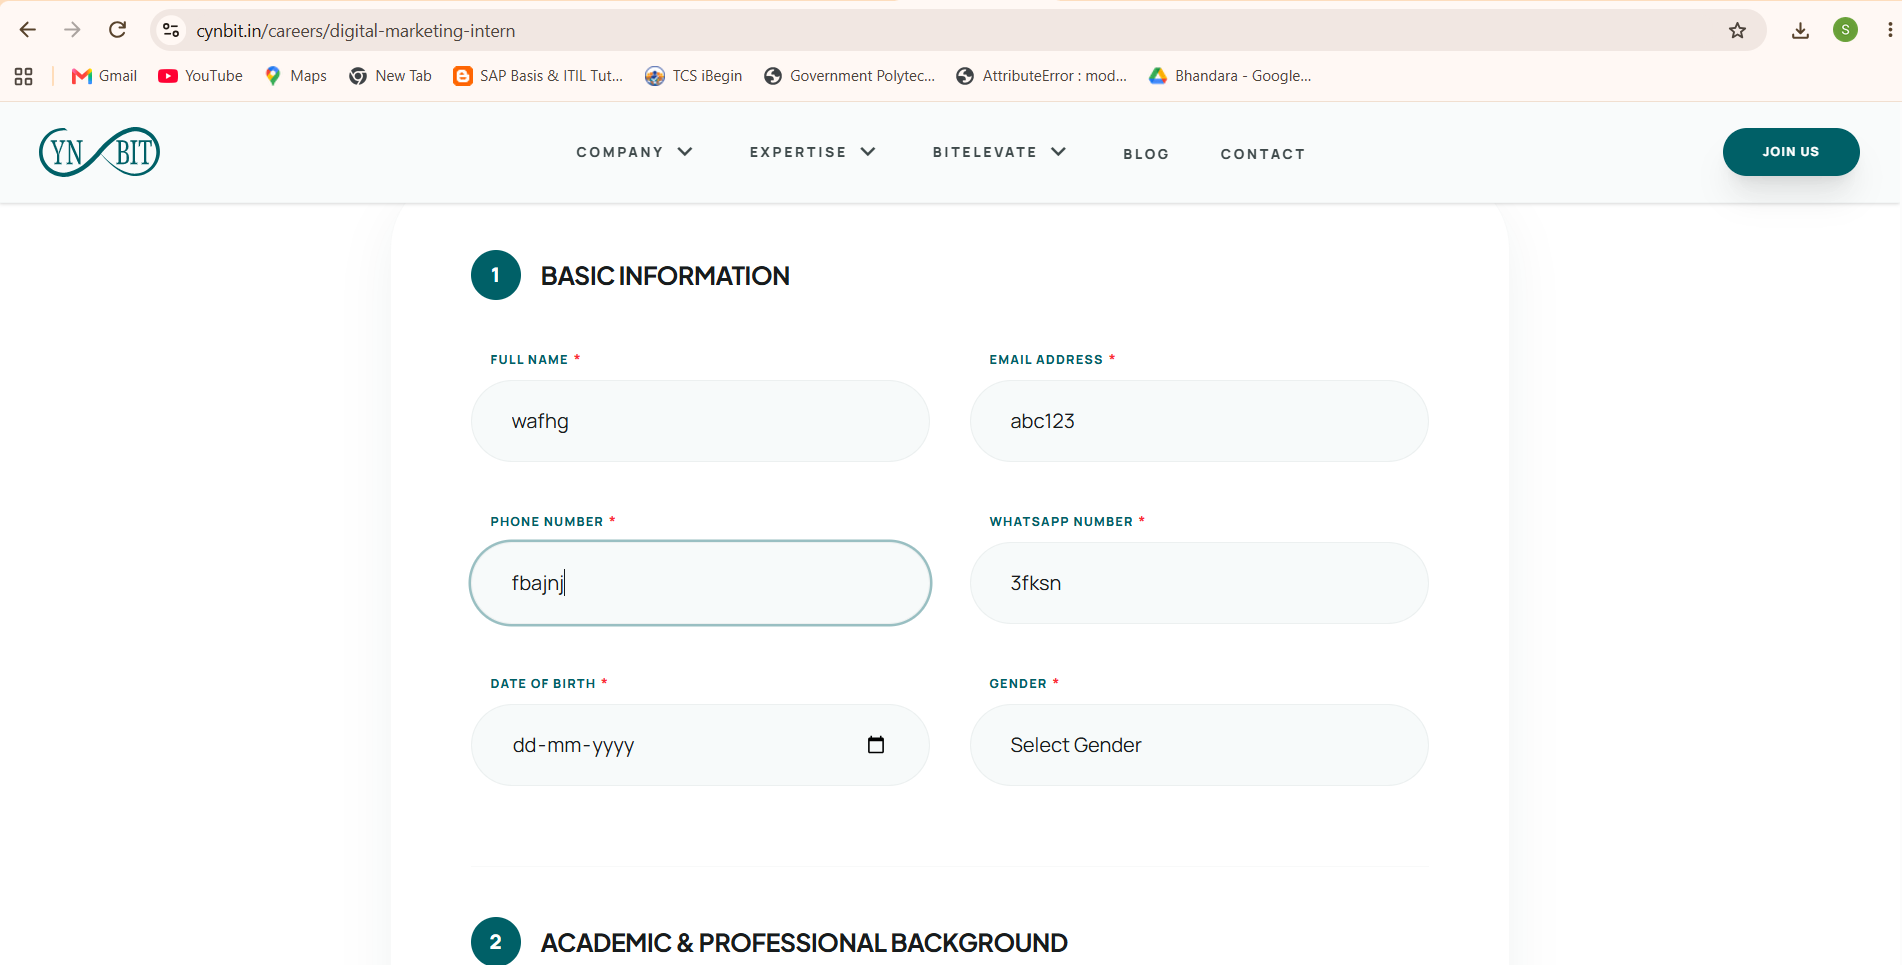 cynbit.in/careers/digital-marketing-intern
S
Gmail YouTube Maps New Tab SAP Basis & ITIL Tut... TCS iBegin Government Polytec... AttributeError : mod... Bhandara - Google...
YN BIT COMPANY EXPERTISE BITELEVATE BLOG CONTACT JOIN US
1 BASIC INFORMATION
FULL NAME * EMAIL ADDRESS *
wafhg abc123
PHONE NUMBER * WHATSAPP NUMBER *
fbajnj 3fksn
DATE OF BIRTH * GENDER *
dd-mm-yyyy Select Gender
2 ACADEMIC & PROFESSIONAL BACKGROUND